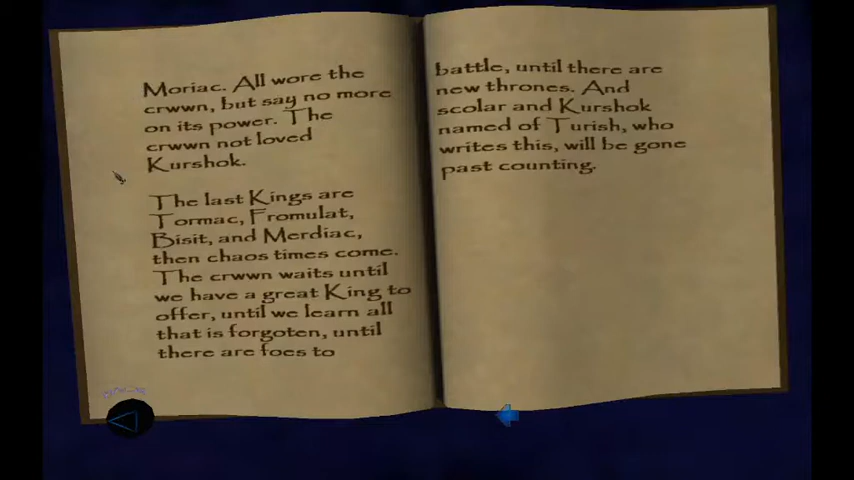 Moriac. All wore the
crwwn, but say no more
on its power. The
crwwn not loved
Kurshok.
The last Kings are
Tormac, Fromulat,
Bisit, and Merdiac,
then chaos times come.
The crwwn waits until
we have a great King to
offer, until we learn all
that is forgoten, until
there are foes to
battle, until there are
new thrones. And
scolar and Kurshok
named of Turish, who
writes this, will be gone
past counting.